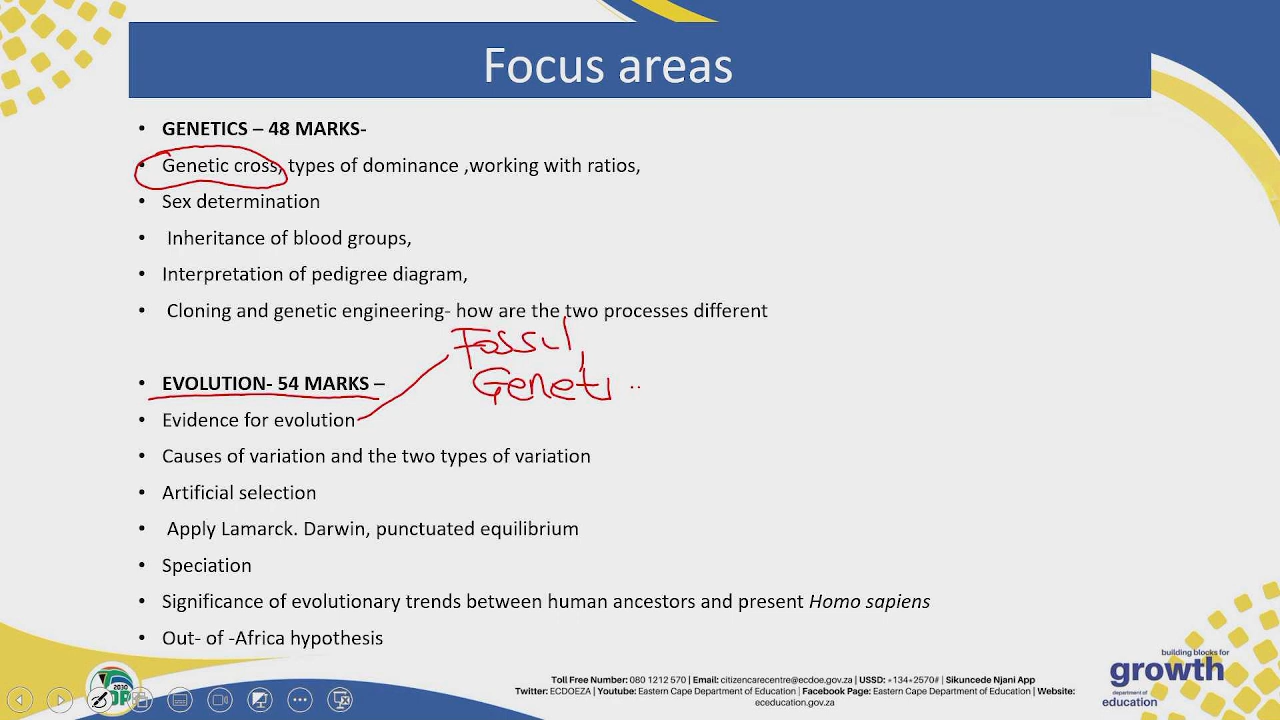 Focus areas
• GENETICS – 48 MARKS-
• Genetic cross, types of dominance ,working with ratios,
• Sex determination
• Inheritance of blood groups,
• Interpretation of pedigree diagram,
• Cloning and genetic engineering- how are the two processes different
Fossil,
Geneti ..
• EVOLUTION- 54 MARKS –
• Evidence for evolution
• Causes of variation and the two types of variation
• Artificial selection
• Apply Lamarck. Darwin, punctuated equilibrium
• Speciation
• Significance of evolutionary trends between human ancestors and present Homo sapiens
• Out- of -Africa hypothesis
building blocks for
growth
department of
education
Toll Free Number: 080 1212 570 | Email: citizencarecentre@ecdoe.gov.za | USSD: *134*2570# | Sikuncede Njani App
Twitter: ECDOEZA | Youtube: Eastern Cape Department of Education | Facebook Page: Eastern Cape Department of Education | Website:
eceducation.gov.za
2030